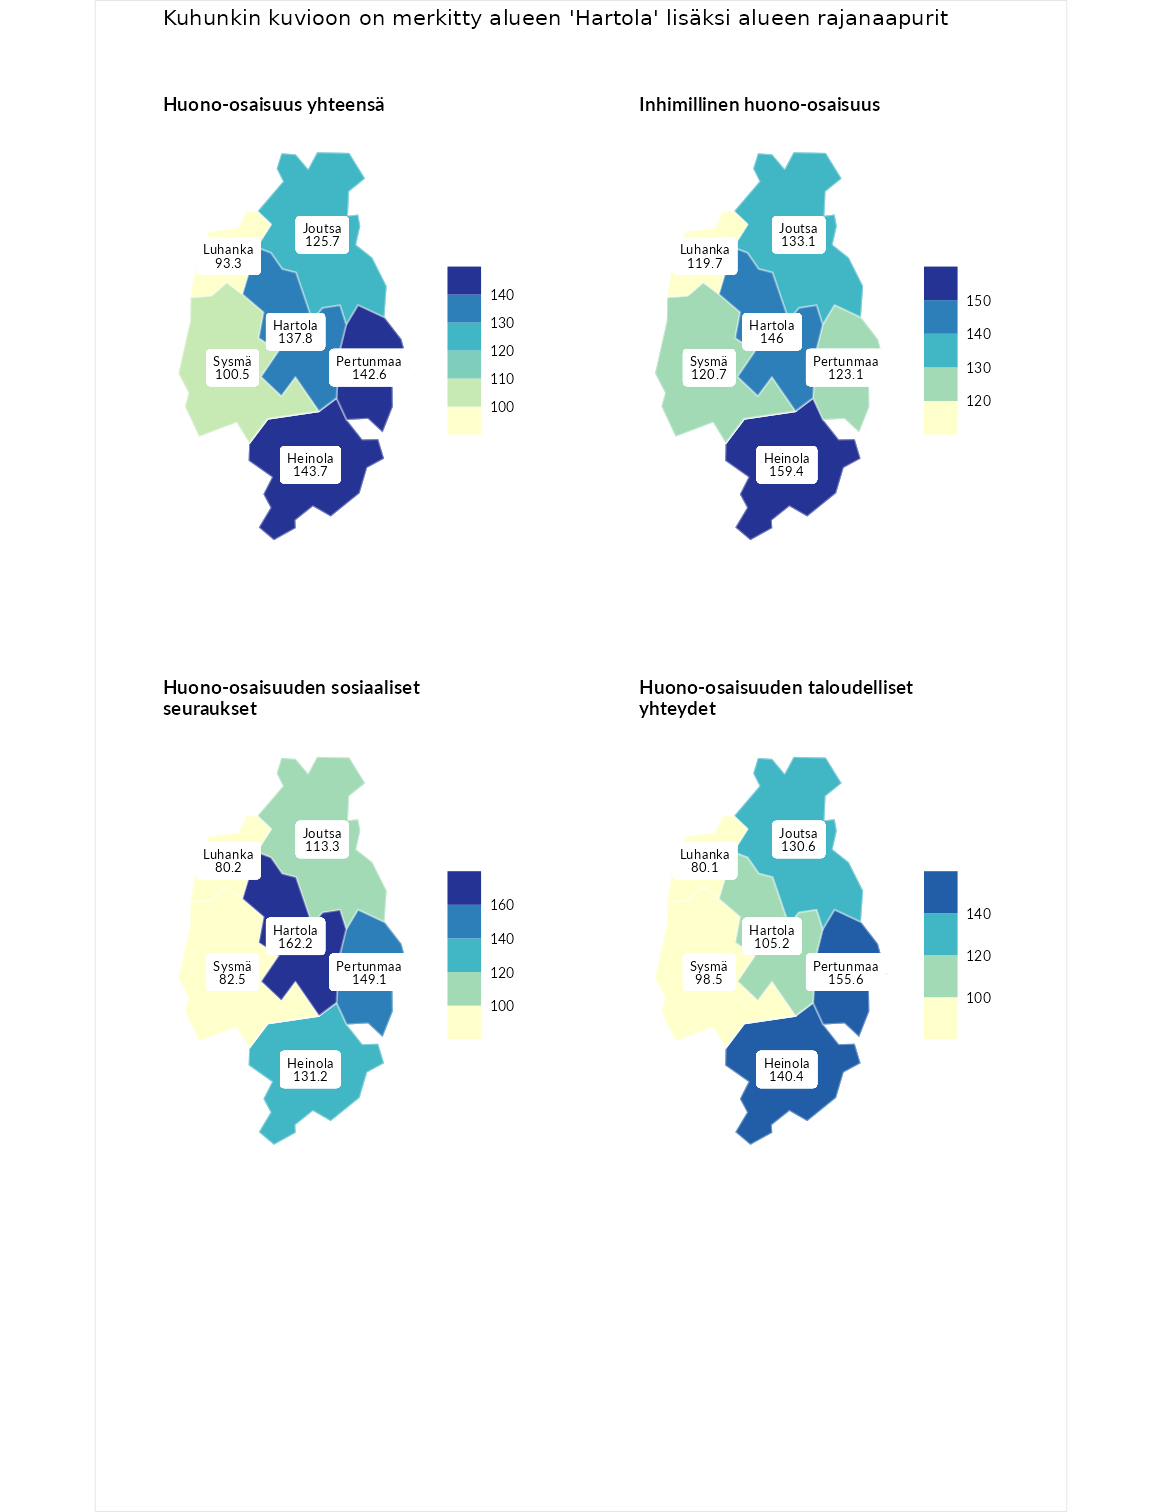 Kuhunkin kuvioon on merkitty alueen 'Hartola' lisäksi alueen rajanaapurit
Huono-osaisuus yhteensä
Joutsa
125.7
Luhanka
93.3
Hartola
137.8
Sysmä
100.5
Pertunmaa
142.6
Heinola
143.7
140
130
120
110
100
Inhimillinen huono-osaisuus
Joutsa
133.1
Luhanka
119.7
Hartola
146
Sysmä
120.7
Pertunmaa
123.1
Heinola
159.4
150
140
130
120
Huono-osaisuuden sosiaaliset
seuraukset
Joutsa
113.3
Luhanka
80.2
Hartola
162.2
Sysmä
82.5
Pertunmaa
149.1
Heinola
131.2
160
140
120
100
Huono-osaisuuden taloudelliset
yhteydet
Joutsa
130.6
Luhanka
80.1
Hartola
105.2
Sysmä
98.5
Pertunmaa
155.6
Heinola
140.4
140
120
100